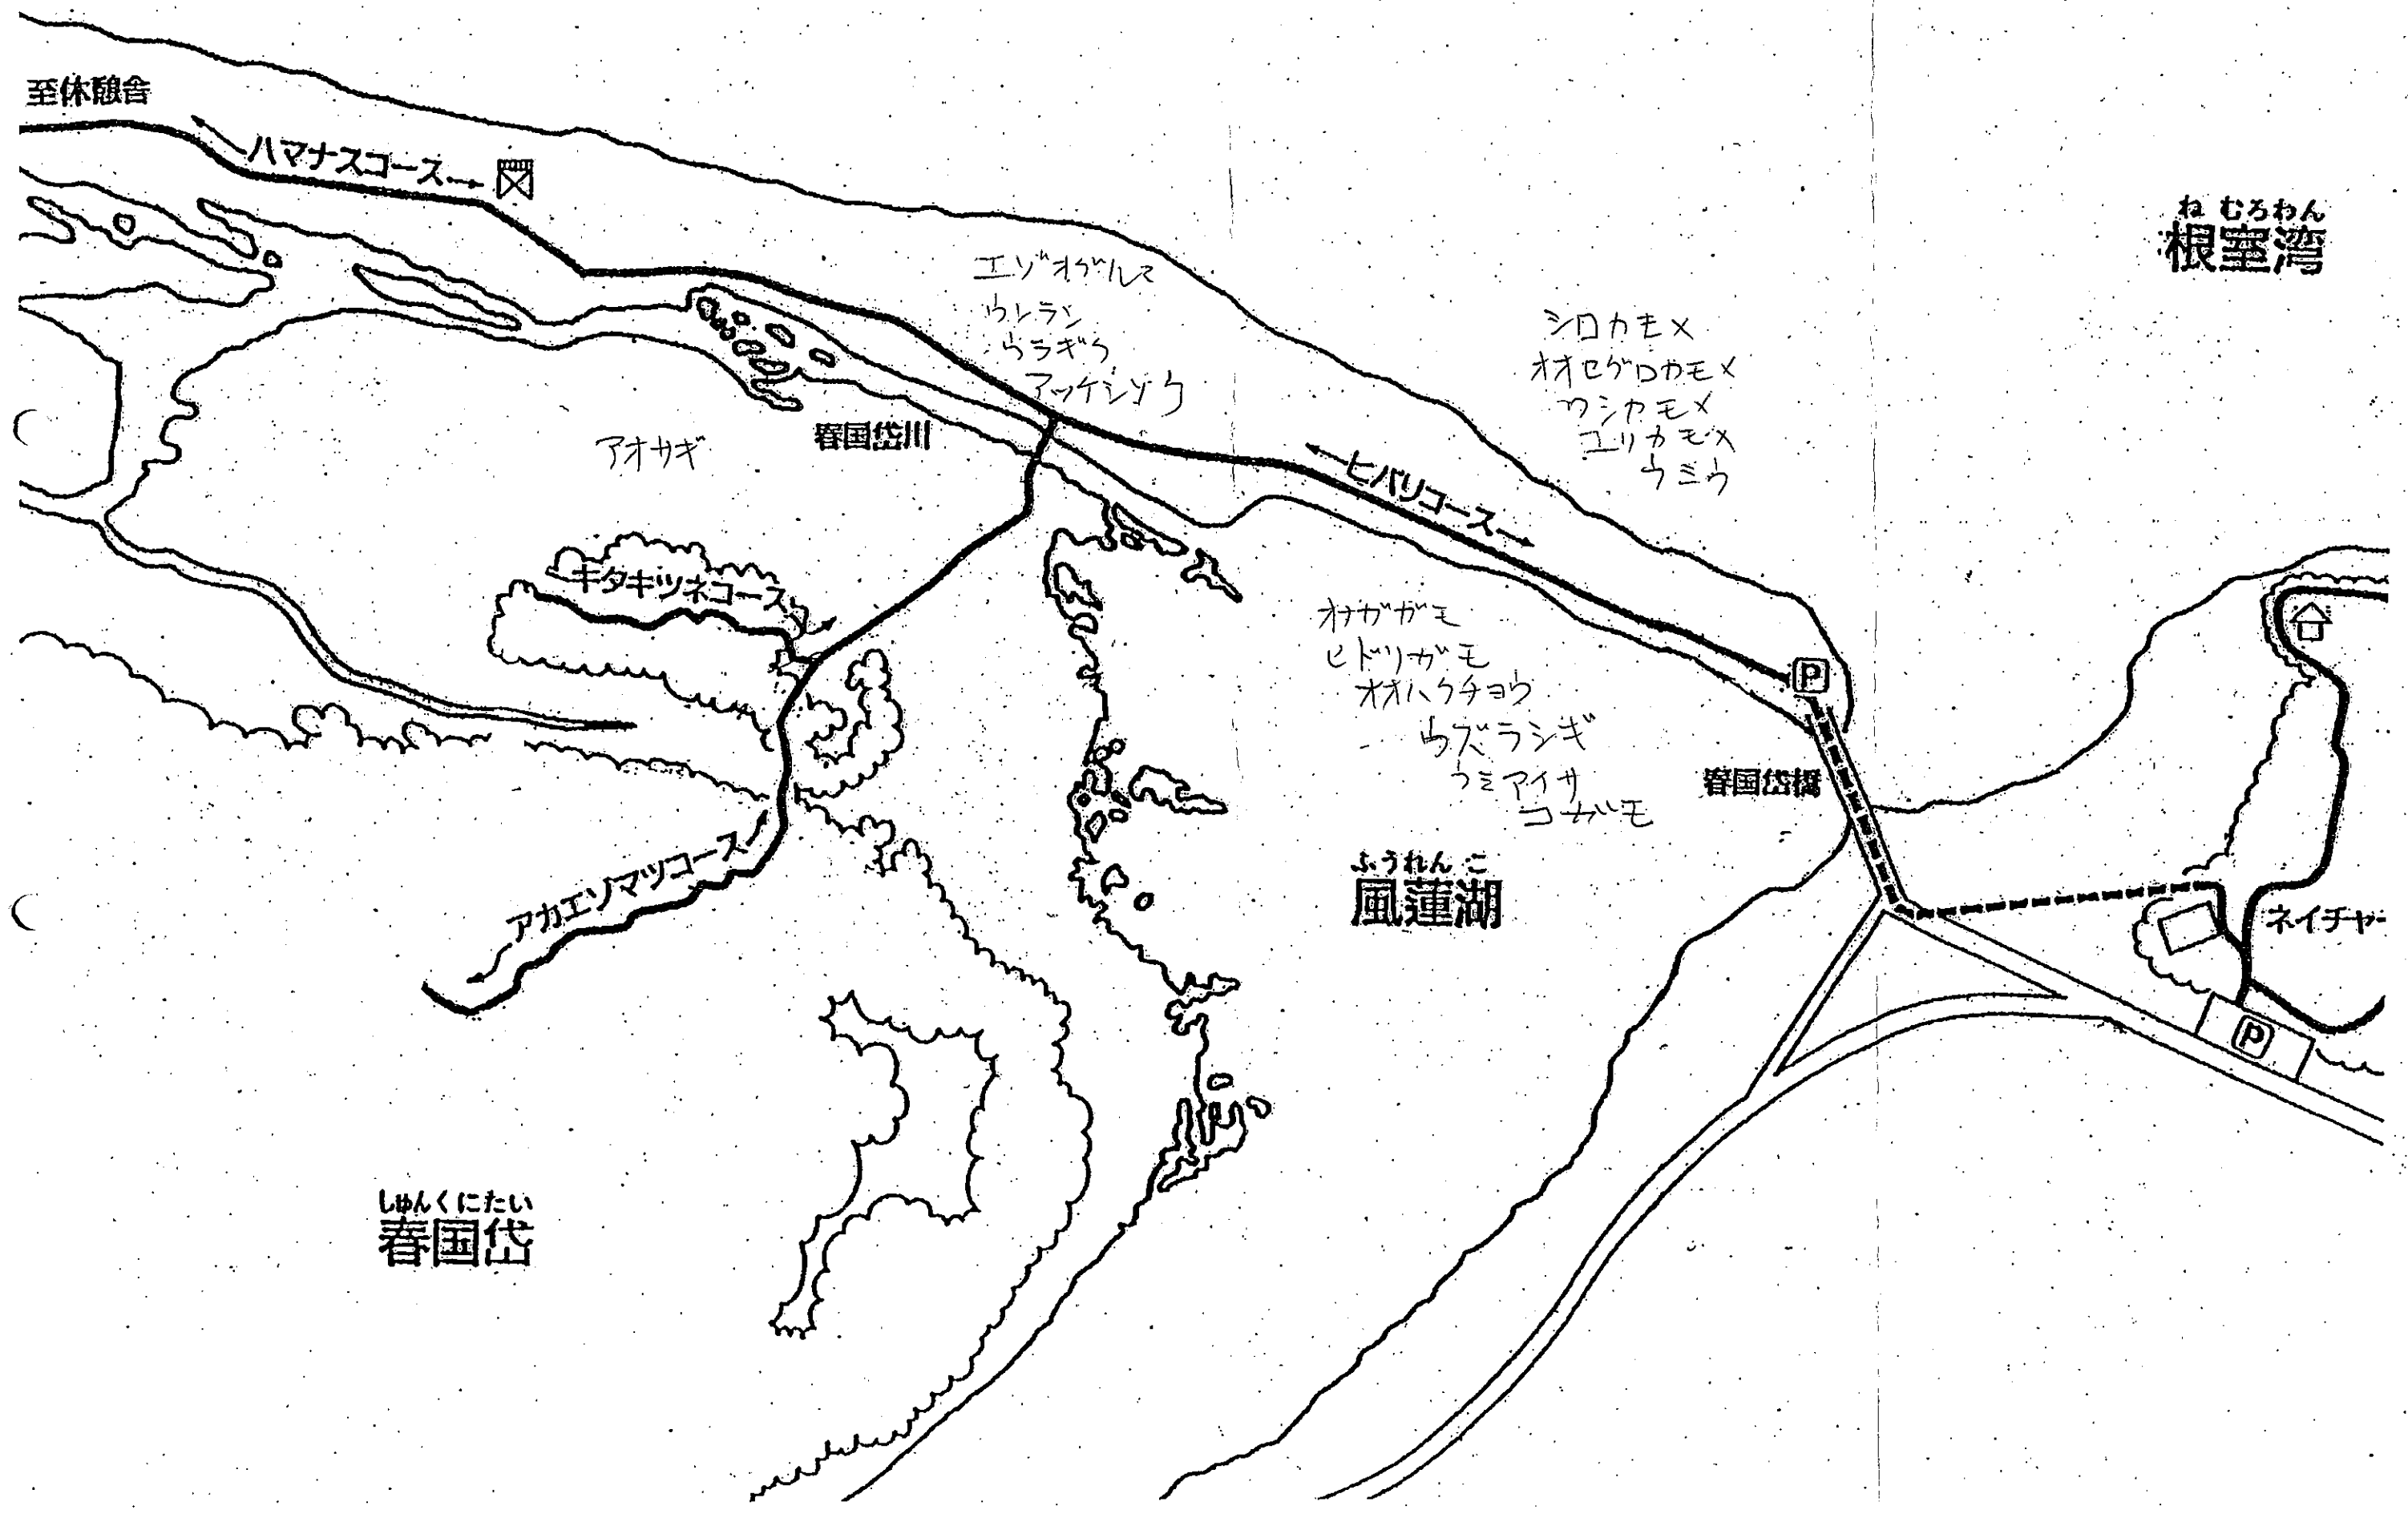 至休憩舎
ハマナスコース
ねむろわん
根室湾
エゾオグルマ
ウンラン
ウラギク
アッケシソウ
シロカモメ
オオセグロカモメ
ワシカモメ
ユリカモメ
ウミウ
アオサギ
春国岱川
ヒバリコース
キタキツネコース
オナガガモ
ヒドリガモ
オオハクチョウ
ウズラシギ
ウミアイサ
コガモ
P
春国岱橋
アカエゾマツコース
ふうれんこ
風蓮湖
ネイチャー
P
しゅんくにたい
春国岱